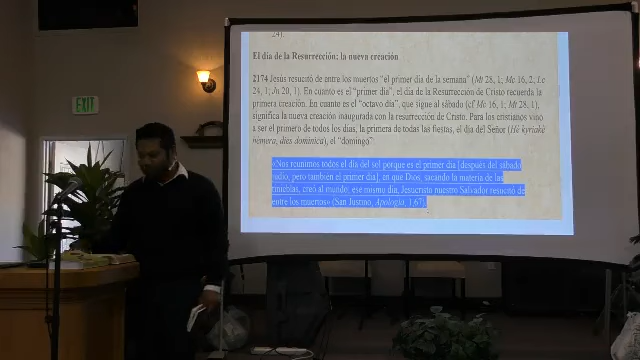 24).
El día de la Resurrección: la nueva creación
2174 Jesús resucitó de entre los muertos "el primer día de la semana" (Mt 28, 1; Mc 16, 2; Lc
24, 1; Jn 20, 1). En cuanto es el "primer día", el día de la Resurrección de Cristo recuerda la
primera creación. En cuanto es el "octavo día", que sigue al sábado (cf Mc 16, 1; Mt 28, 1),
significa la nueva creación inaugurada con la resurrección de Cristo. Para los cristianos vino
a ser el primero de todos los días, la primera de todas las fiestas, el día del Señor (Hé kyriakè
hemera, dies dominica), el "domingo":
«Nos reunimos todos el día del sol porque es el primer día [después del sábado
judío, pero también el primer día], en que Dios, sacando la materia de las
tinieblas, creó al mundo; ese mismo día, Jesucristo nuestro Salvador resucitó de
entre los muertos» (San Justino, Apologia, 1,67).
EXIT